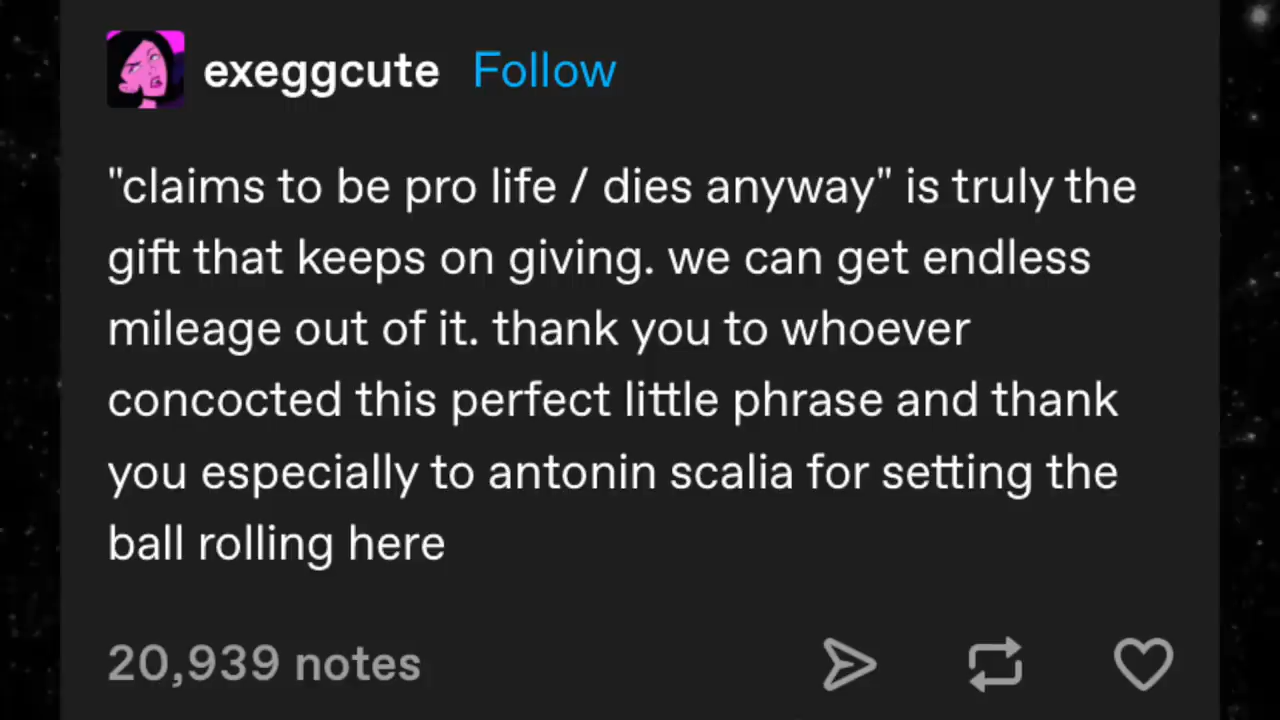 exeggcute Follow
"claims to be pro life / dies anyway" is truly the
gift that keeps on giving. we can get endless
mileage out of it. thank you to whoever
concocted this perfect little phrase and thank
you especially to antonin scalia for setting the
ball rolling here
20,939 notes